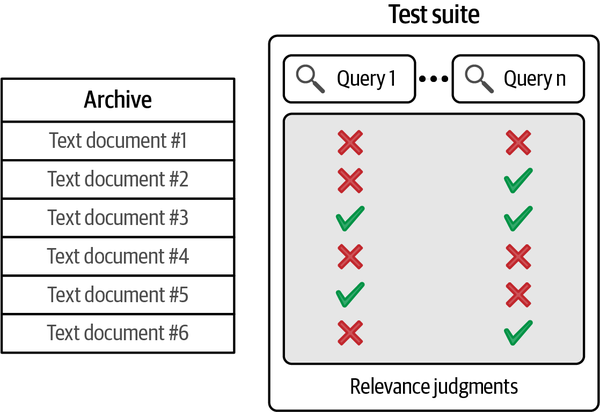 Test suite
Query 1 ••• Query n
Archive
Text document #1
Text document #2
Text document #3
Text document #4
Text document #5
Text document #6
Relevance judgments